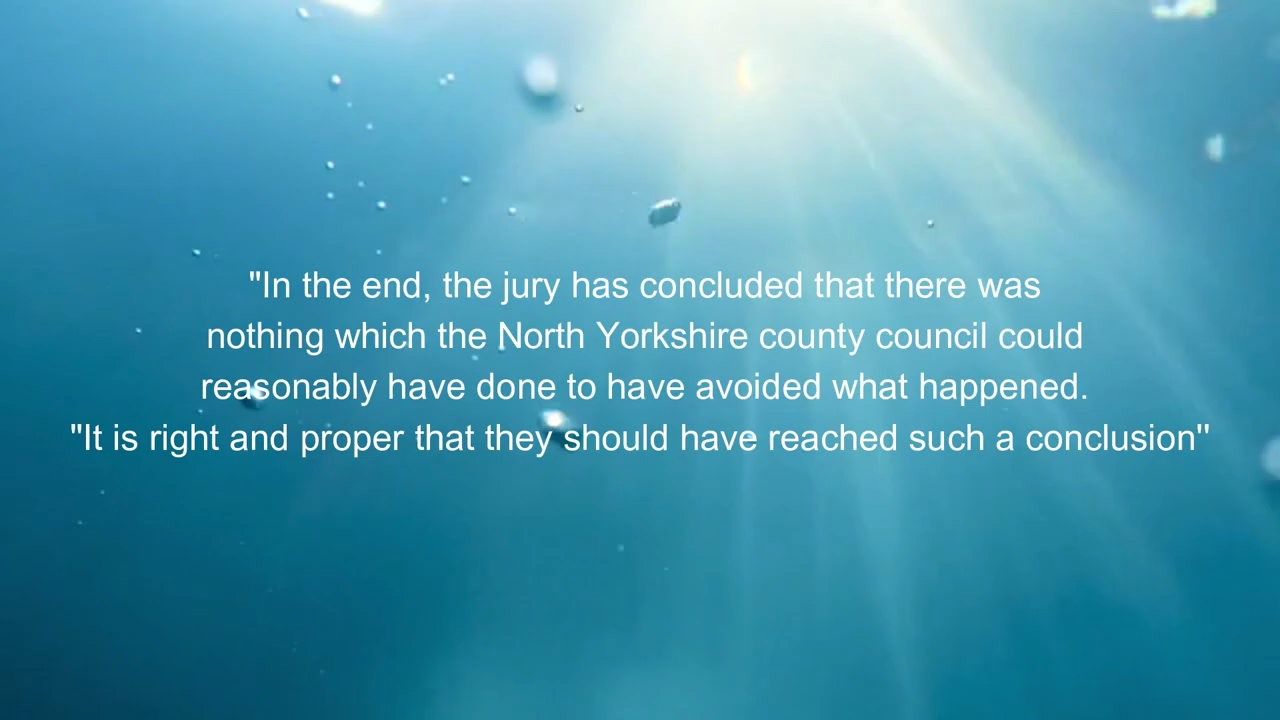 "In the end, the jury has concluded that there was
nothing which the North Yorkshire county council could
reasonably have done to have avoided what happened.
"It is right and proper that they should have reached such a conclusion"